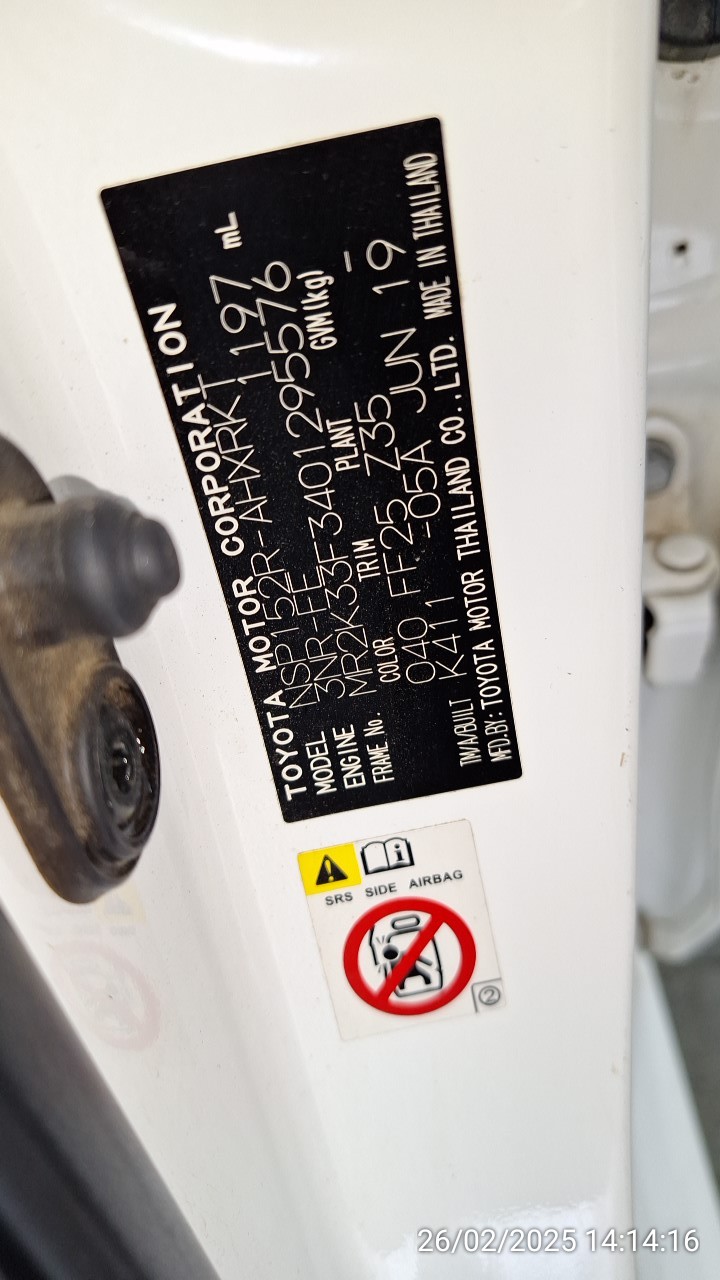 TOYOTA MOTOR CORPORATION
MODEL NSP152R-AHXRKT 1197 mL
ENGINE 3NR-FE
FRAME No. MR2K33F3401295576
COLOR TRIM PLANT GVM(kg)
040 FF25 Z35 -
K411 -05A JUN 19
TM/A/BUILT
MFD.BY: TOYOTA MOTOR THAILAND CO.,LTD. MADE IN THAILAND
SRS SIDE AIRBAG
2
26/02/2025 14:14:16